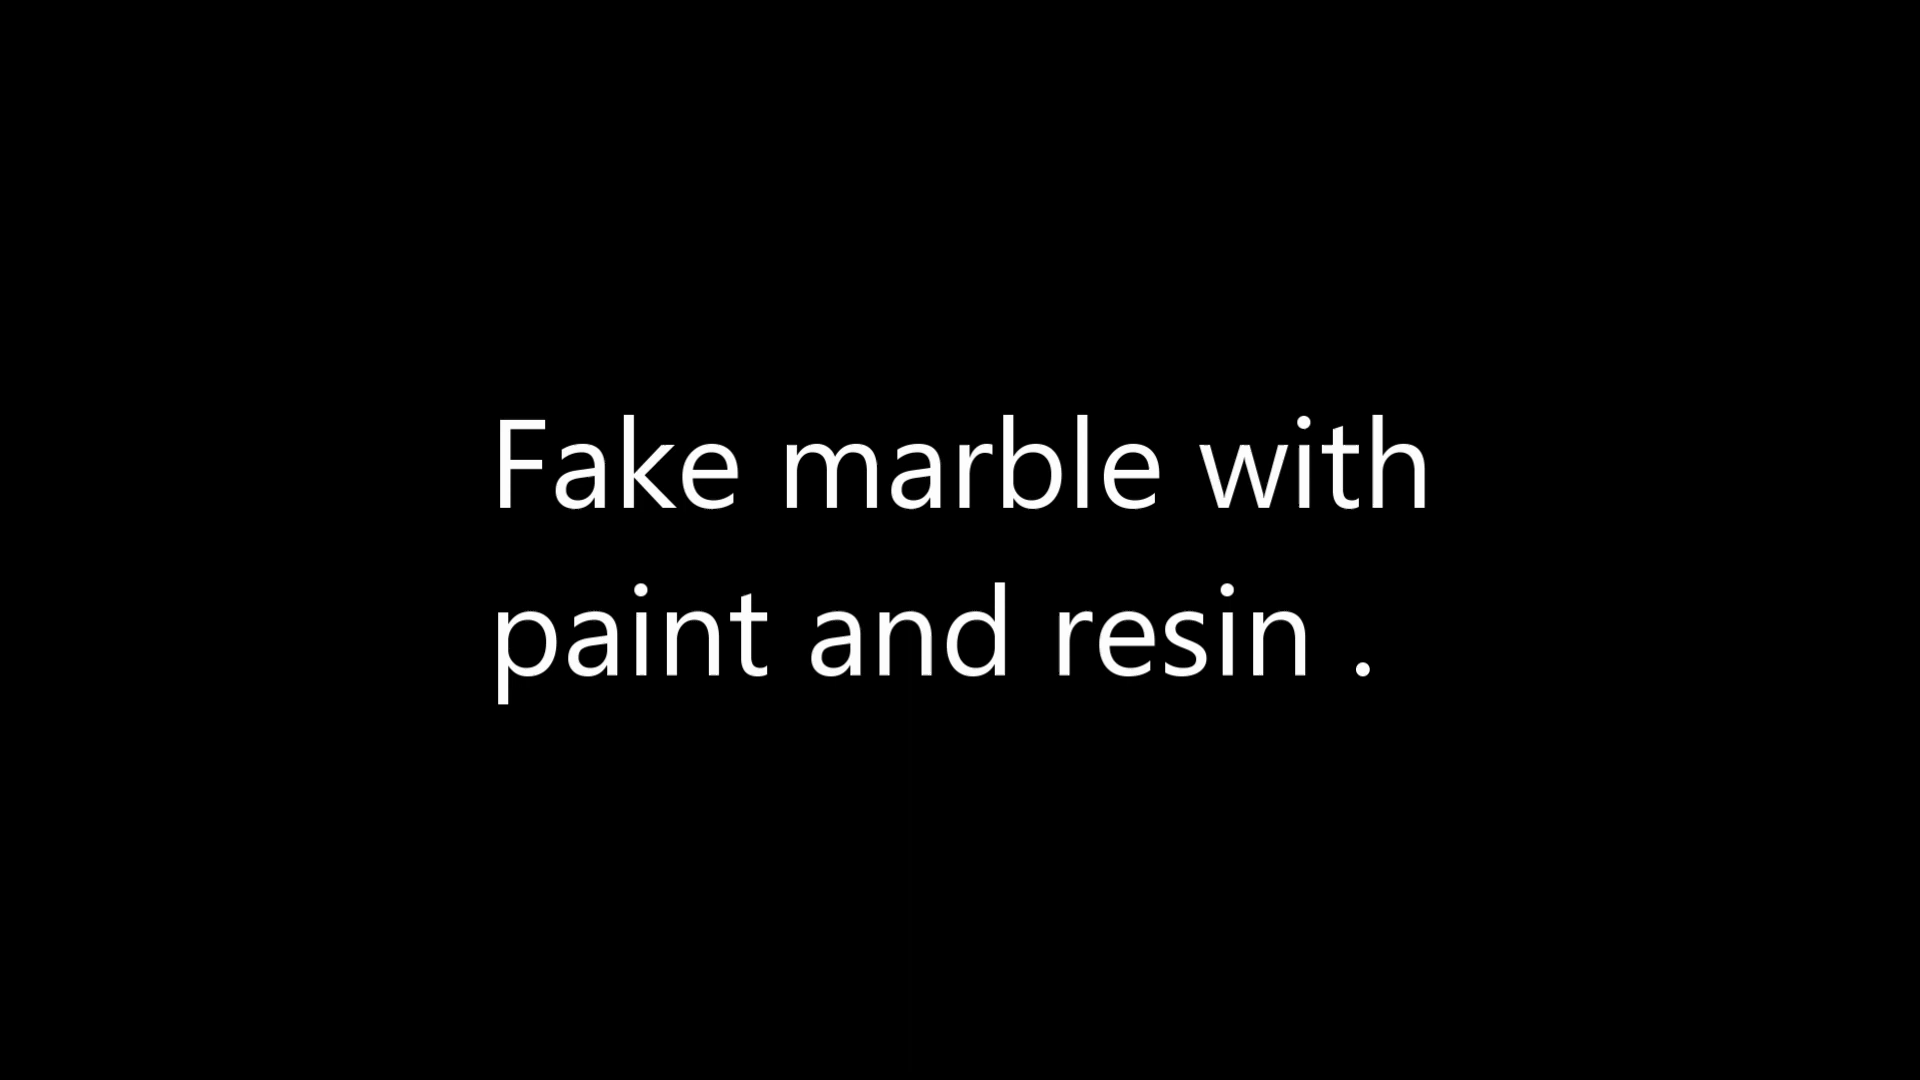 Fake marble with
paint and resin .